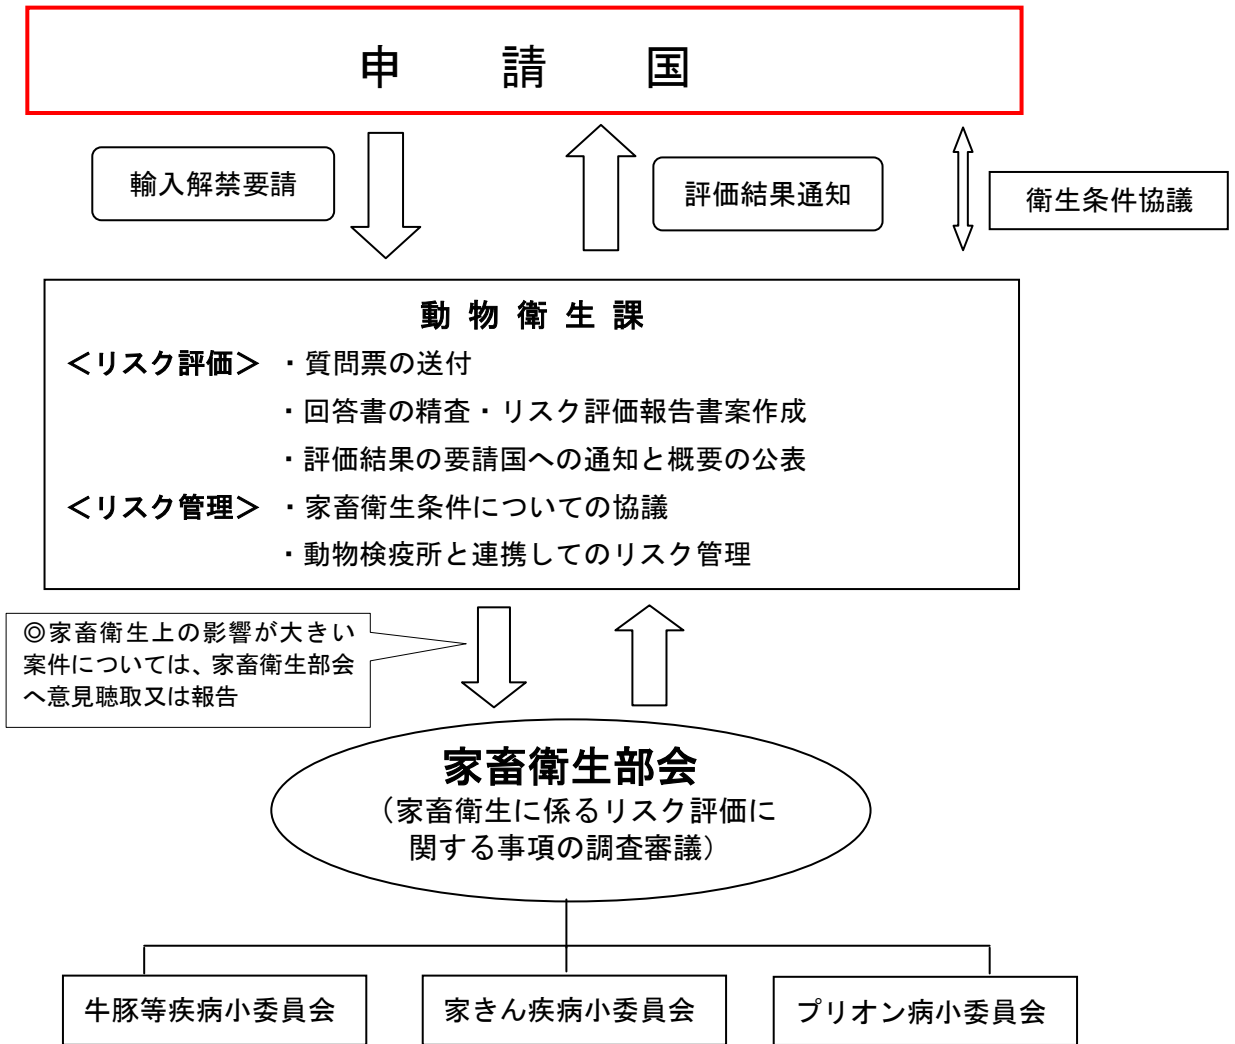 申請国
輸入解禁要請
評価結果通知
衛生条件協議
動物衛生課
＜リスク評価＞ ・質問票の送付
・回答書の精査・リスク評価報告書案作成
・評価結果の要請国への通知と概要の公表
＜リスク管理＞ ・家畜衛生条件についての協議
・動物検疫所と連携してのリスク管理
◎家畜衛生上の影響が大きい
案件については、家畜衛生部会
へ意見聴取又は報告
家畜衛生部会
（家畜衛生に係るリスク評価に
関する事項の調査審議）
牛豚等疾病小委員会
家きん疾病小委員会
プリオン病小委員会